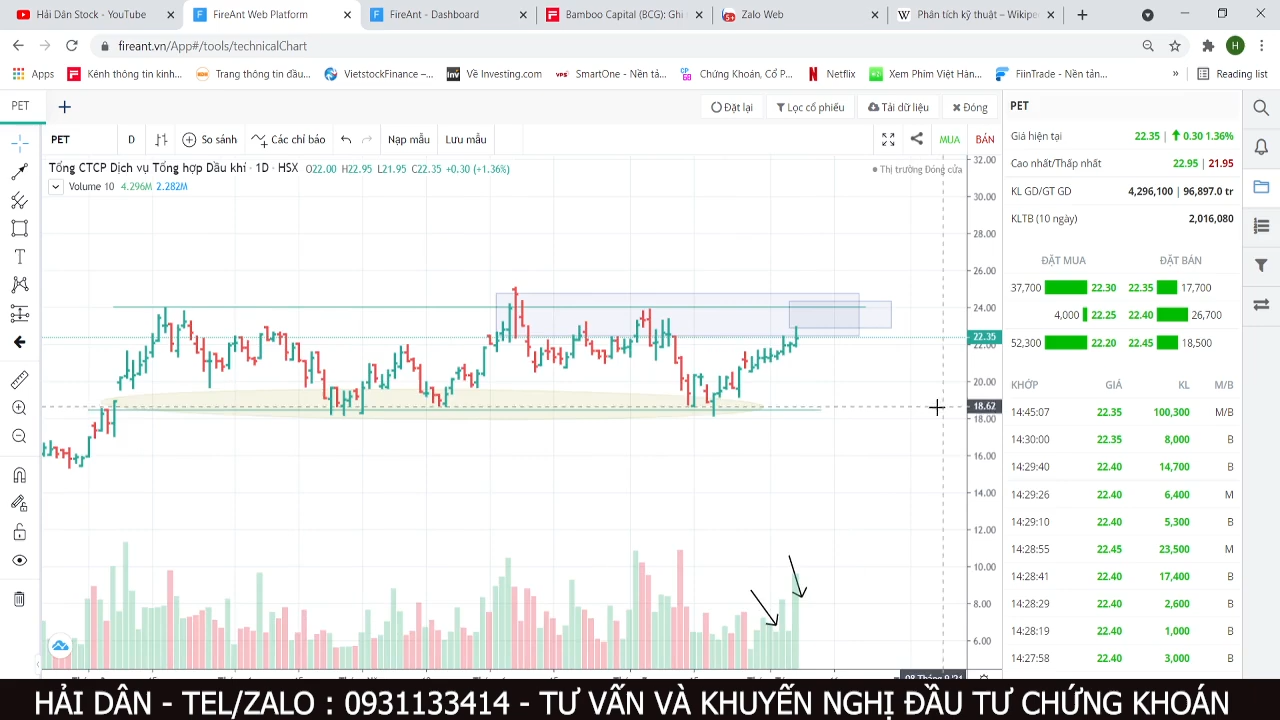 Hải Dân Stock - YouTube
FireAnt Web Platform
FireAnt - Dashboard
Bamboo Capital (BCG): Ghi
Zalo Web
Phân tích kỹ thuật – Wikipe
fireant.vn/App#/tools/technicalChart
H
Apps
Kênh thông tin kinh...
Trang thông tin đầu...
VietstockFinance –...
Về Investing.com
SmartOne - Nền tả...
Chứng Khoán, Cổ P...
Netflix
Xem Phim Việt Hàn...
FiinTrade - Nền tản...
»
Reading list
PET
Đặt lại
Lọc cổ phiếu
Tải dữ liệu
Đóng
PET
PET
D
So sánh
Các chỉ báo
Nạp mẫu
Lưu mẫu
MUA
BÁN
Giá hiện tại
22.35 | 0.30 1.36%
Cao nhất/Thấp nhất
22.95 | 21.95
KL GD/GT GD
4,296,100 | 96,897.0 tr
KLTB (10 ngày)
2,016,080
Tổng CTCP Dịch vụ Tổng hợp Dầu khí · 1D · HSX
O22.00 H22.95 L21.95 C22.35 +0.30 (+1.36%)
Thị trường Đóng cửa
Volume 10 4.296M 2.282M
32.00
30.00
28.00
26.00
24.00
22.35
22.00
20.00
18.62
18.00
16.00
14.00
12.00
10.00
8.00
6.00
ĐẶT MUA
ĐẶT BÁN
37,700 22.30 22.35 17,700
4,000 22.25 22.40 26,700
52,300 22.20 22.45 18,500
KHỚP GIÁ KL M/B
14:45:07 22.35 100,300 M/B
14:30:00 22.35 8,000 B
14:29:40 22.40 14,700 B
14:29:26 22.40 6,400 M
14:29:10 22.40 5,300 B
14:28:55 22.45 23,500 M
14:28:41 22.40 17,400 B
14:28:29 22.40 2,600 B
14:28:19 22.40 1,000 B
14:27:58 22.40 3,000 B
HẢI DÂN - TEL/ZALO : 0931133414 - TƯ VẤN VÀ KHUYẾN NGHỊ ĐẦU TƯ CHỨNG KHOÁN